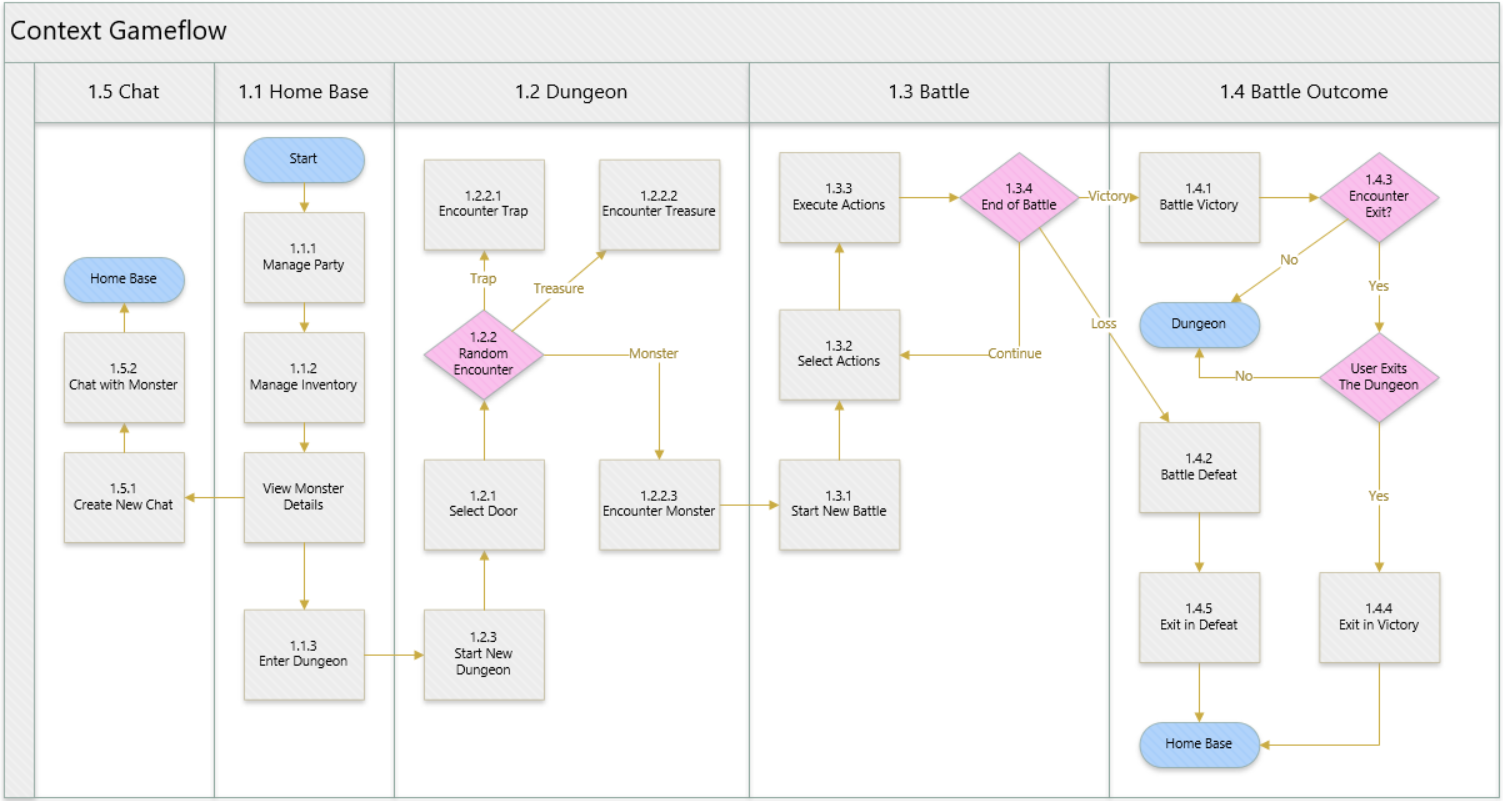 Context Gameflow
1.5 Chat
1.1 Home Base
1.2 Dungeon
1.3 Battle
1.4 Battle Outcome
Home Base
1.5.2
Chat with Monster
1.5.1
Create New Chat
Start
1.1.1
Manage Party
1.1.2
Manage Inventory
View Monster
Details
1.1.3
Enter Dungeon
1.2.2.1
Encounter Trap
1.2.2.2
Encounter Treasure
Trap
Treasure
1.2.2
Random
Encounter
Monster
1.2.1
Select Door
1.2.2.3
Encounter Monster
1.2.3
Start New
Dungeon
1.3.3
Execute Actions
1.3.4
End of Battle
Victory
Loss
Continue
1.3.2
Select Actions
1.3.1
Start New Battle
1.4.1
Battle Victory
1.4.3
Encounter
Exit?
No
Yes
Dungeon
User Exits
The Dungeon
No
Yes
1.4.2
Battle Defeat
1.4.5
Exit in Defeat
1.4.4
Exit in Victory
Home Base